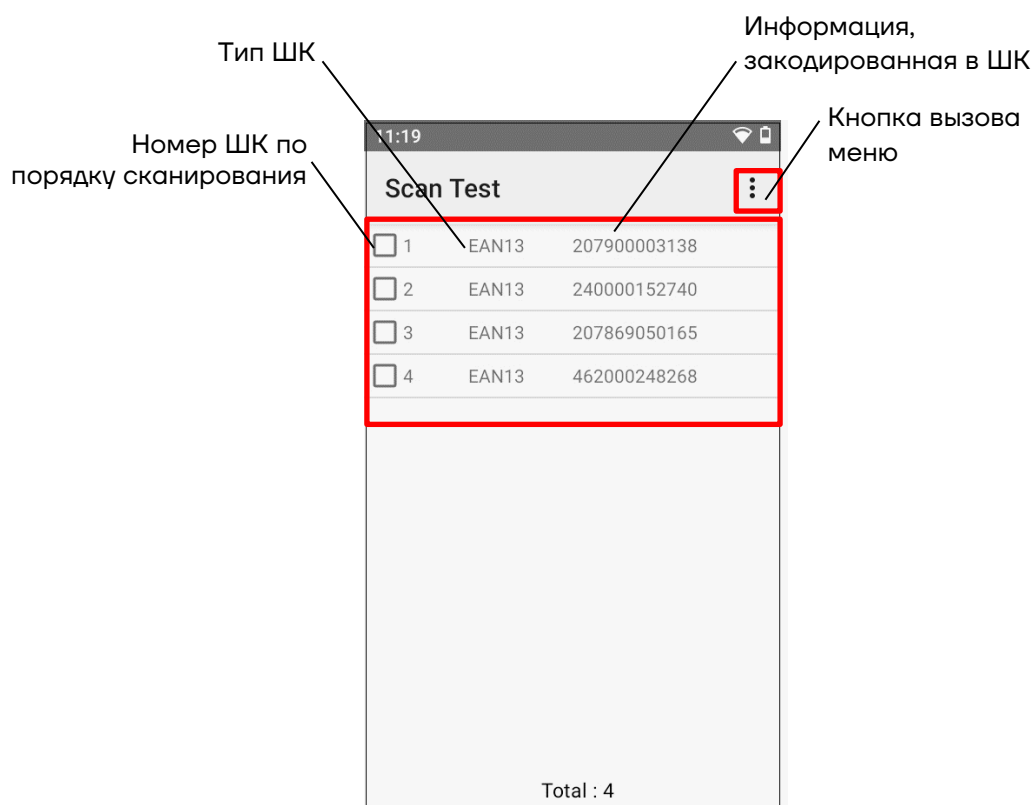 Информация,
закодированная в ШК
Тип ШК
Кнопка вызова
меню
Номер ШК по
порядку сканирования
11:19
Scan Test
1 EAN13 207900003138
2 EAN13 240000152740
3 EAN13 207869050165
4 EAN13 462000248268
Total : 4